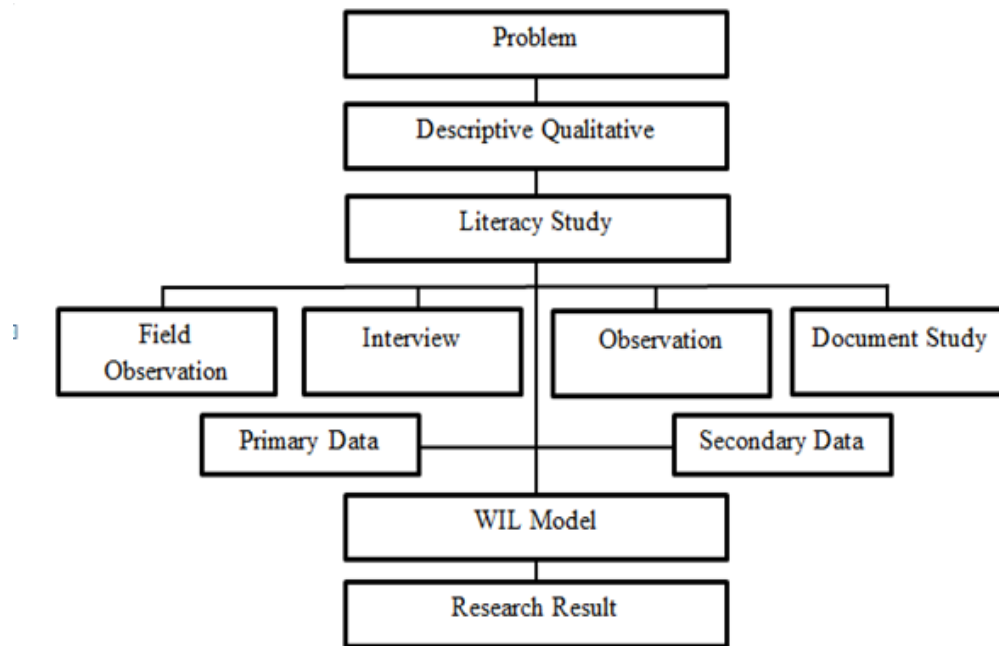 Problem
Descriptive Qualitative
Literacy Study
Field
Observation
Interview
Observation
Document Study
Primary Data
Secondary Data
WIL Model
Research Result